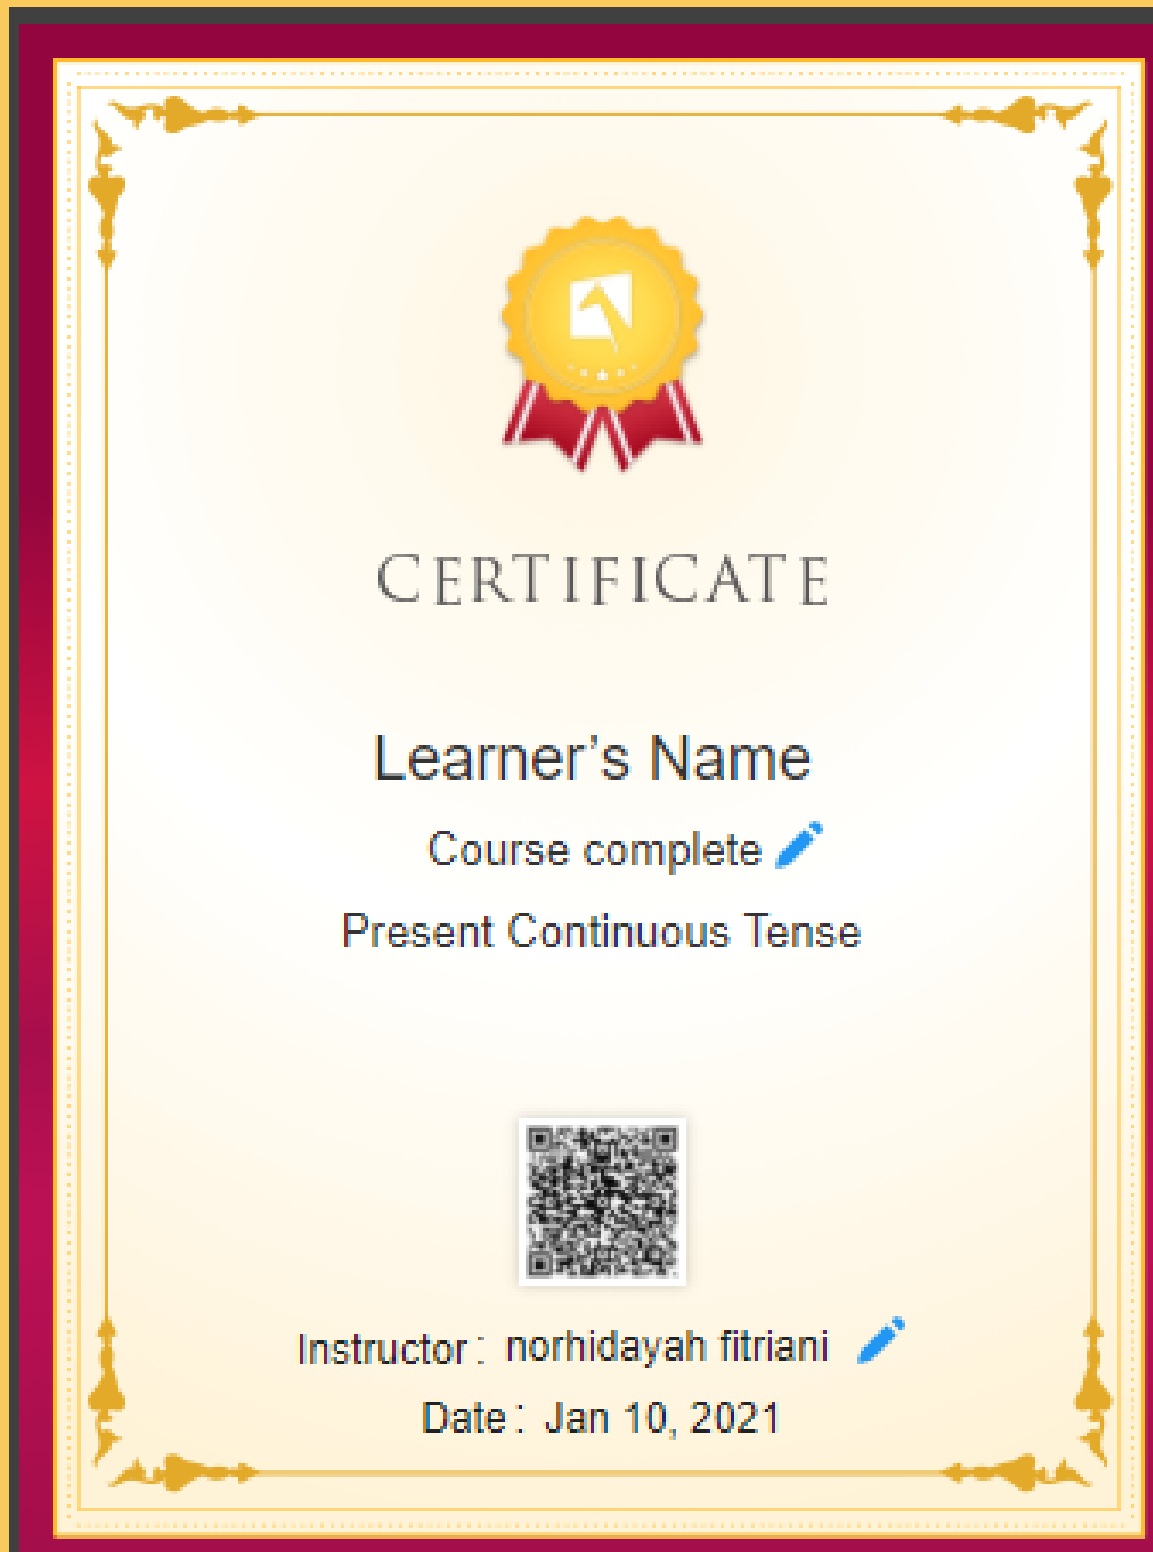 CERTIFICATE
Learner’s Name
Course complete
Present Continuous Tense
Instructor : norhidayah fitriani
Date : Jan 10, 2021